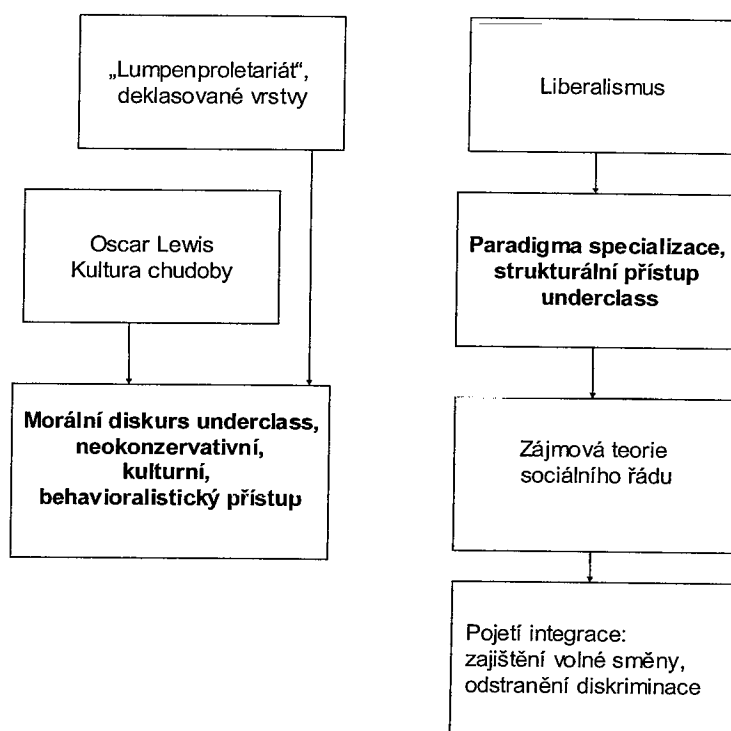 „Lumpenproletariát“,
deklasované vrstvy
Oscar Lewis
Kultura chudoby
Morální diskurs underclass,
neokonzervativní,
kulturní,
behavioralistický přístup
Liberalismus
Paradigma specializace,
strukturální přístup
underclass
Zájmová teorie
sociálního řádu
Pojetí integrace:
zajištění volné směny,
odstranění diskriminace